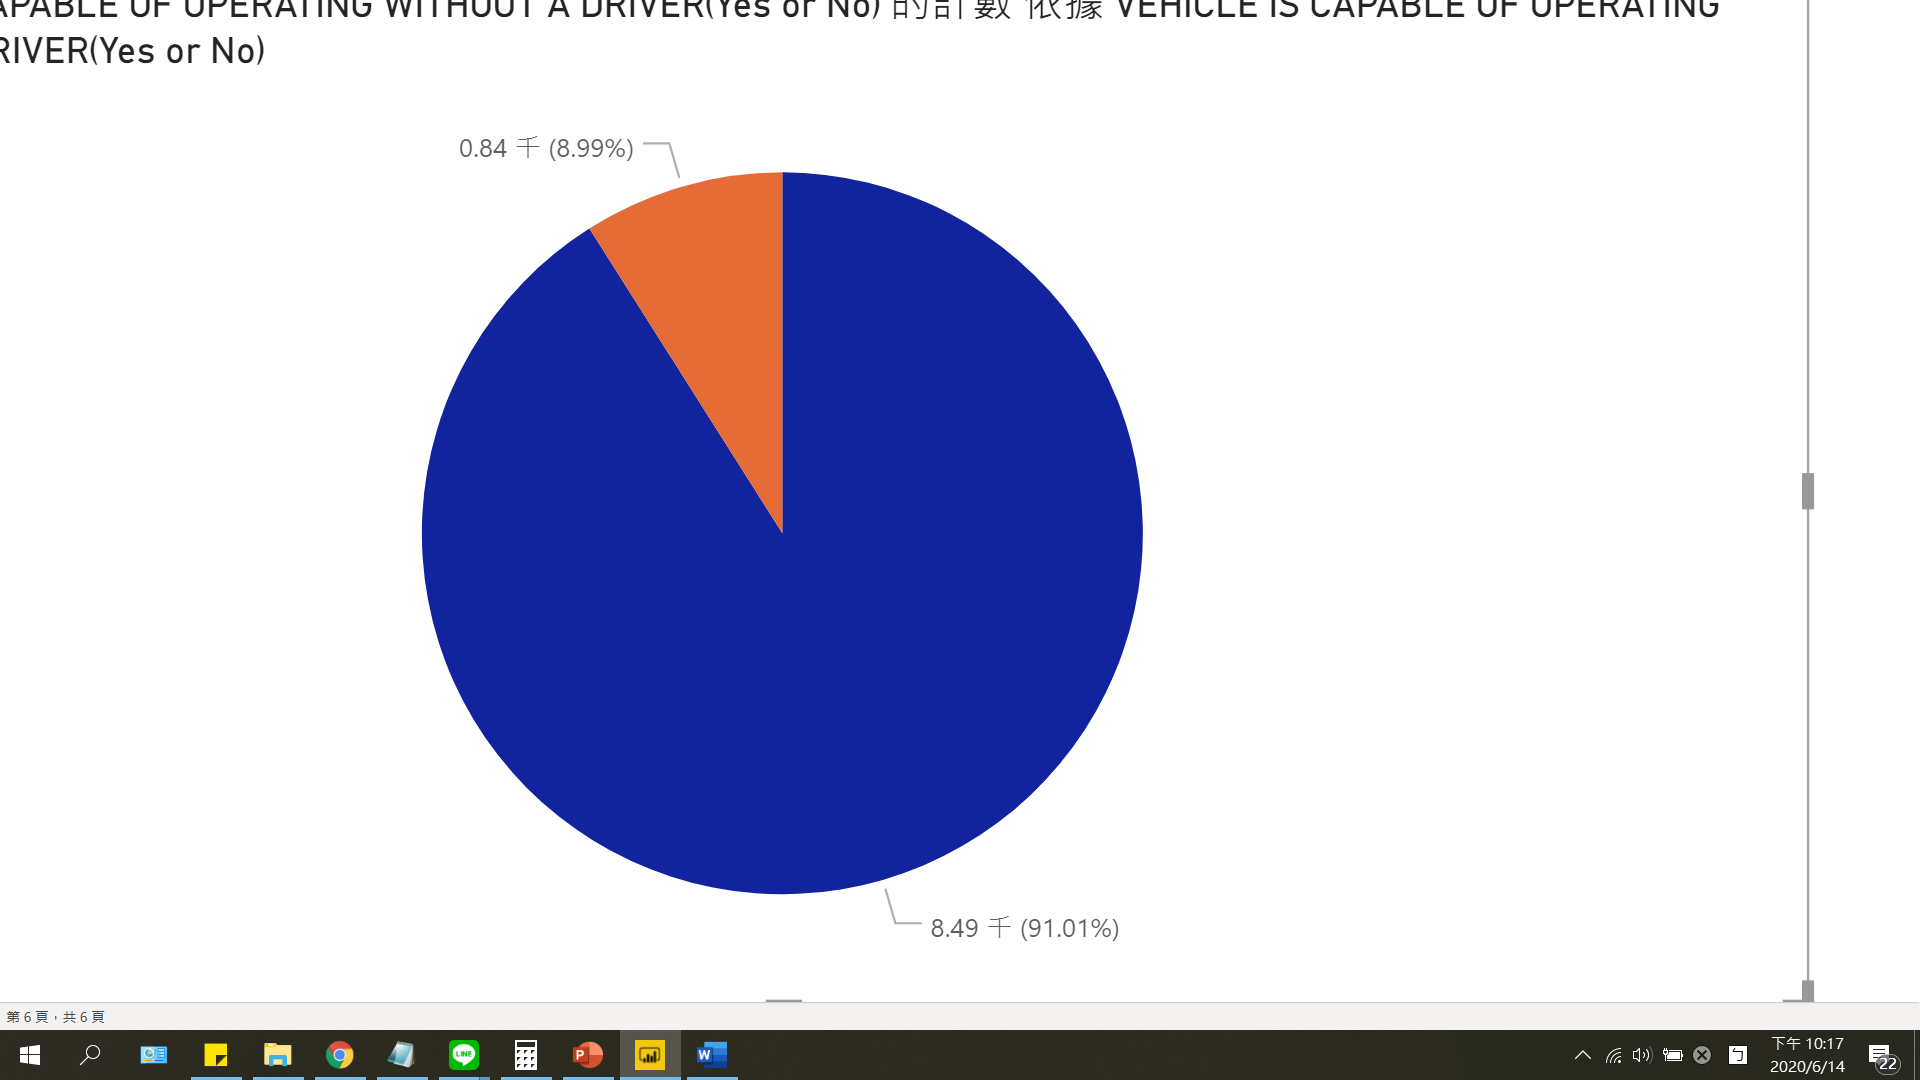 APABLE OF OPERATING WITHOUT A DRIVER(Yes or No) 的計數 依據 VEHICLE IS CAPABLE OF OPERATING
RIVER(Yes or No)
0.84 千 (8.99%)
8.49 千 (91.01%)
第 6 頁，共 6 頁
LINE
P
W
下午 10:17
2020/6/14
22